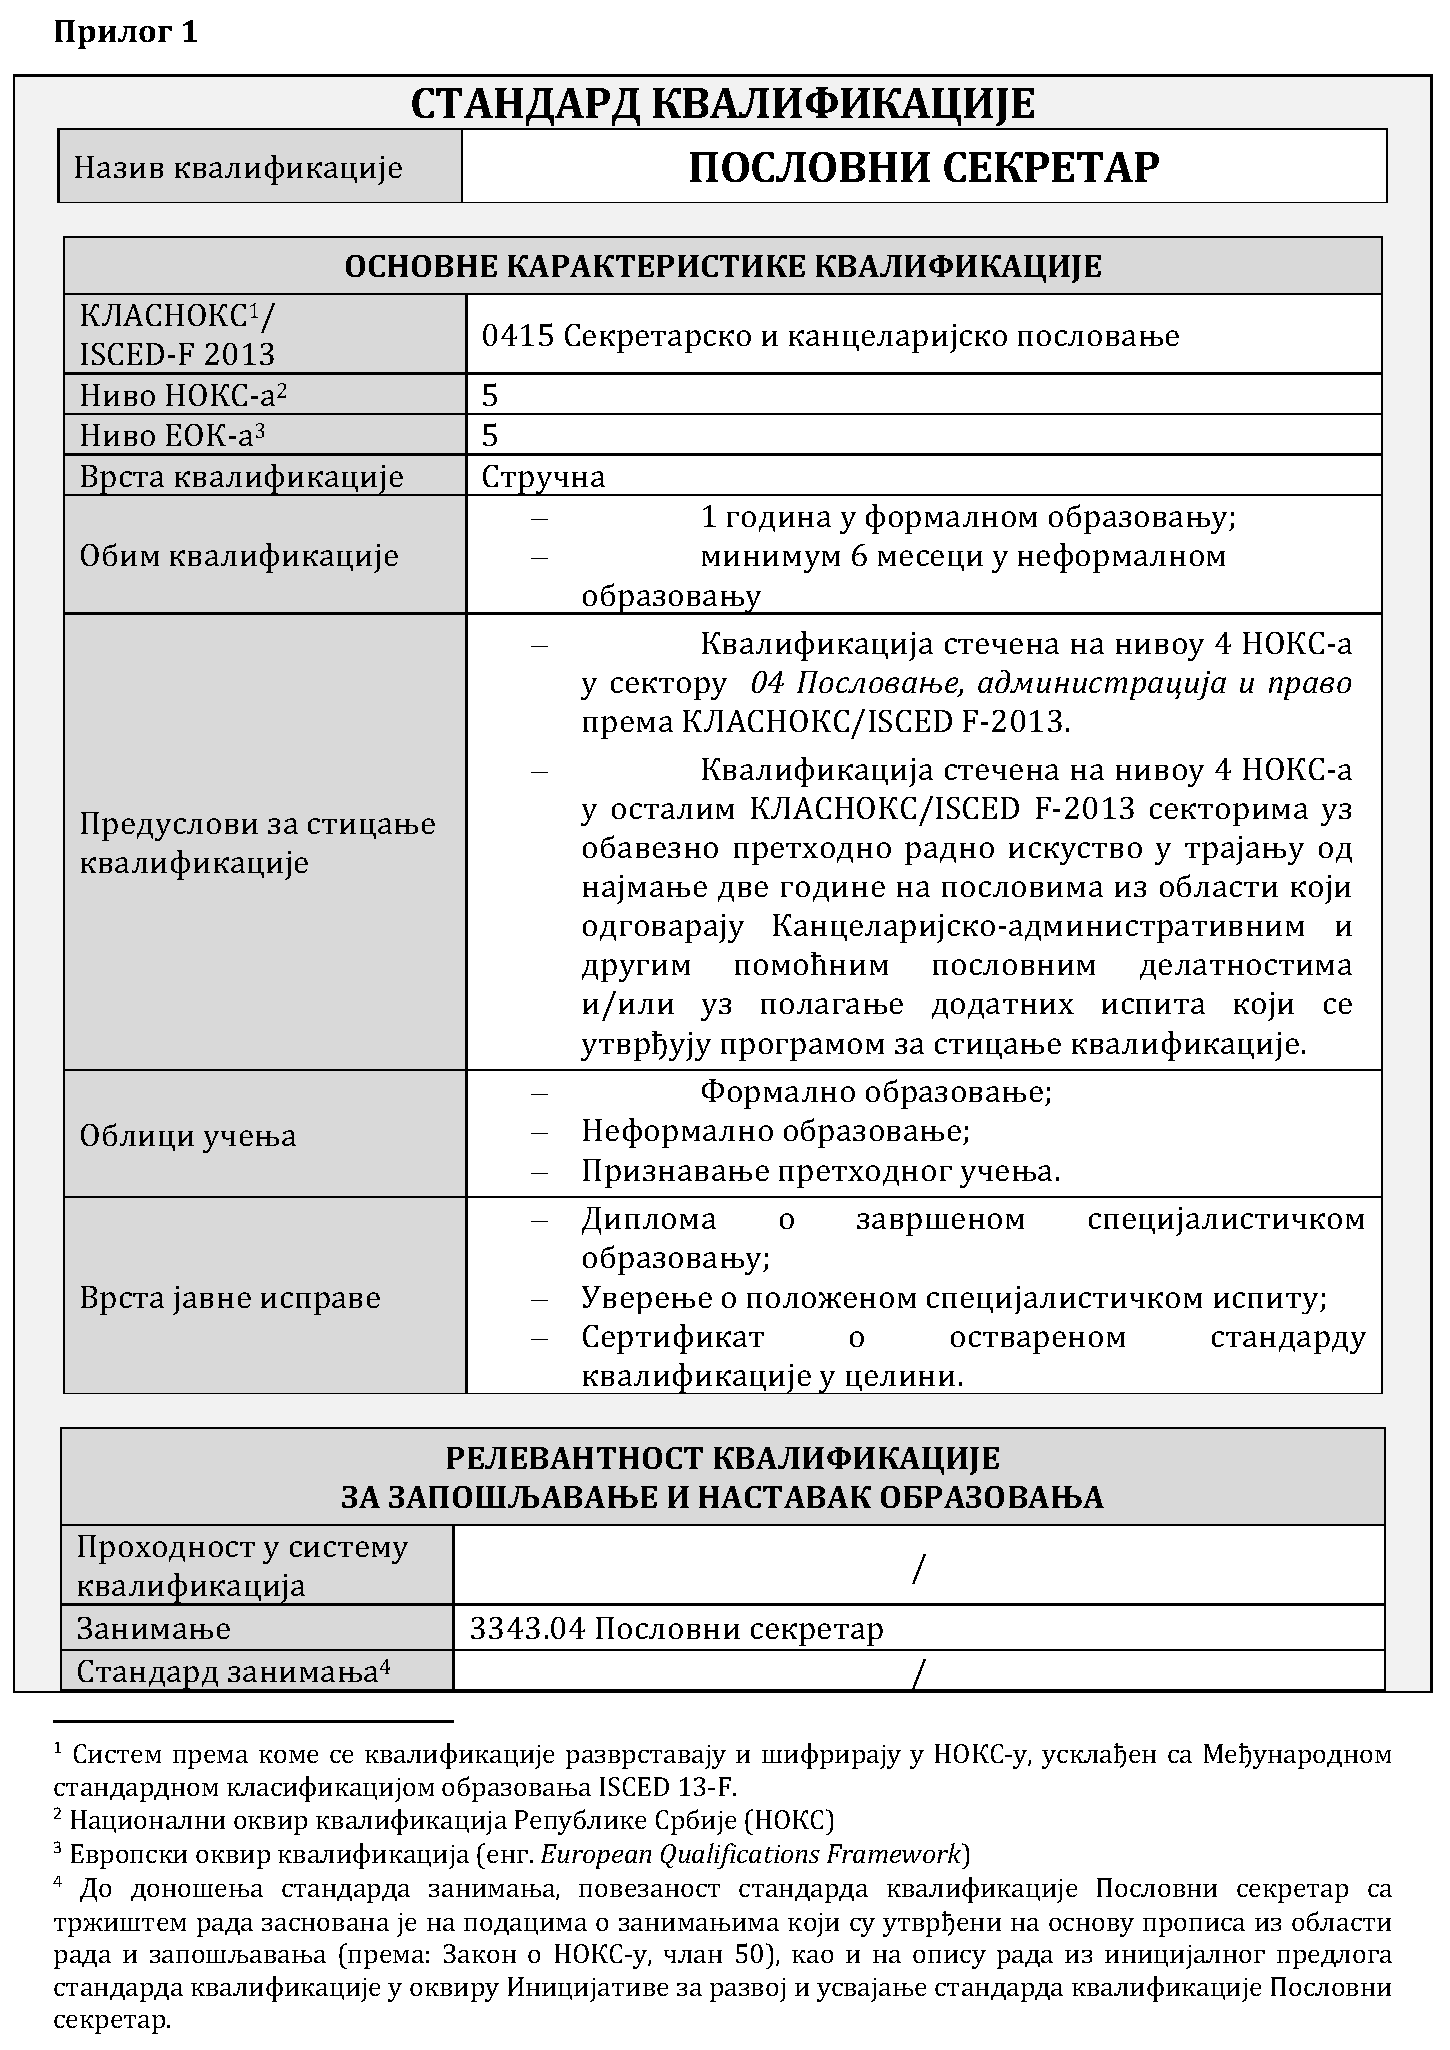 Прилог 1
СТАНДАРД КВАЛИФИКАЦИЈЕ
Назив квалификације
ПОСЛОВНИ СЕКРЕТАР
ОСНОВНЕ КАРАКТЕРИСТИКЕ КВАЛИФИКАЦИЈЕ
КЛАСНОКС¹/
ISCED-F 2013
0415 Секретарско и канцеларијско пословање
Ниво НОКС-а²
5
Ниво ЕОК-а³
5
Врста квалификације
Стручна
Обим квалификације
– 1 година у формалном образовању;
– минимум 6 месеци у неформалном
образовању
Предуслови за стицање
квалификације
– Квалификација стечена на нивоу 4 НОКС-а
у сектору 04 Пословање, администрација и право
према КЛАСНОКС/ISCED F-2013.
– Квалификација стечена на нивоу 4 НОКС-а
у осталим КЛАСНОКС/ISCED F-2013 секторима уз
обавезно претходно радно искуство у трајању од
најмање две године на пословима из области који
одговарају Канцеларијско-административним и
другим помоћним пословним делатностима
и/или уз полагање додатних испита који се
утврђују програмом за стицање квалификације.
Облици учења
– Формално образовање;
– Неформално образовање;
– Признавање претходног учења.
Врста јавне исправе
– Диплома о завршеном специјалистичком
образовању;
– Уверење о положеном специјалистичком испиту;
– Сертификат о оствареном стандарду
квалификације у целини.
РЕЛЕВАНТНОСТ КВАЛИФИКАЦИЈЕ
ЗА ЗАПОШЉАВАЊЕ И НАСТАВАК ОБРАЗОВАЊА
Проходност у систему
квалификација
/
Занимање
3343.04 Пословни секретар
Стандард занимања⁴
/
¹ Систем према коме се квалификације разврставају и шифрирају у НОКС-у, усклађен са Међународном
стандардном класификацијом образовања ISCED 13-F.
² Национални оквир квалификација Републике Србије (НОКС)
³ Европски оквир квалификација (енг. European Qualifications Framework)
⁴ До доношења стандарда занимања, повезаност стандарда квалификације Пословни секретар са
тржиштем рада заснована је на подацима о занимањима који су утврђени на основу прописа из области
рада и запошљавања (према: Закон о НОКС-у, члан 50), као и на опису рада из иницијалног предлога
стандарда квалификације у оквиру Иницијативе за развој и усвајање стандарда квалификације Пословни
секретар.